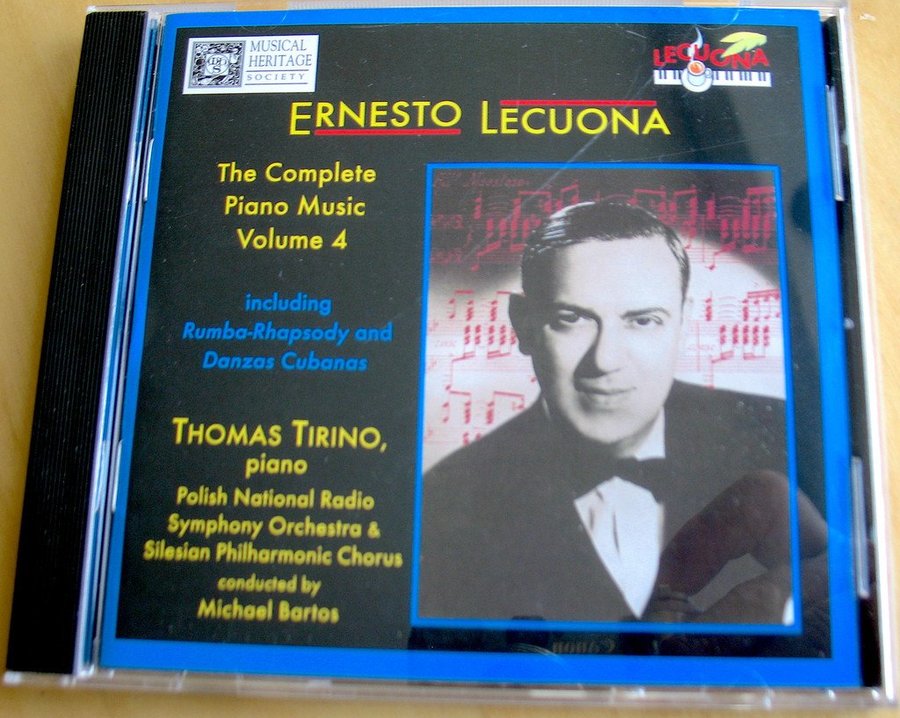 MUSICAL
HERITAGE
SOCIETY
LECUONA
ERNESTO LECUONA
The Complete
Piano Music
Volume 4
including
Rumba-Rhapsody and
Danzas Cubanas
THOMAS TIRINO,
piano
Polish National Radio
Symphony Orchestra &
Silesian Philharmonic Chorus
conducted by
Michael Bartos